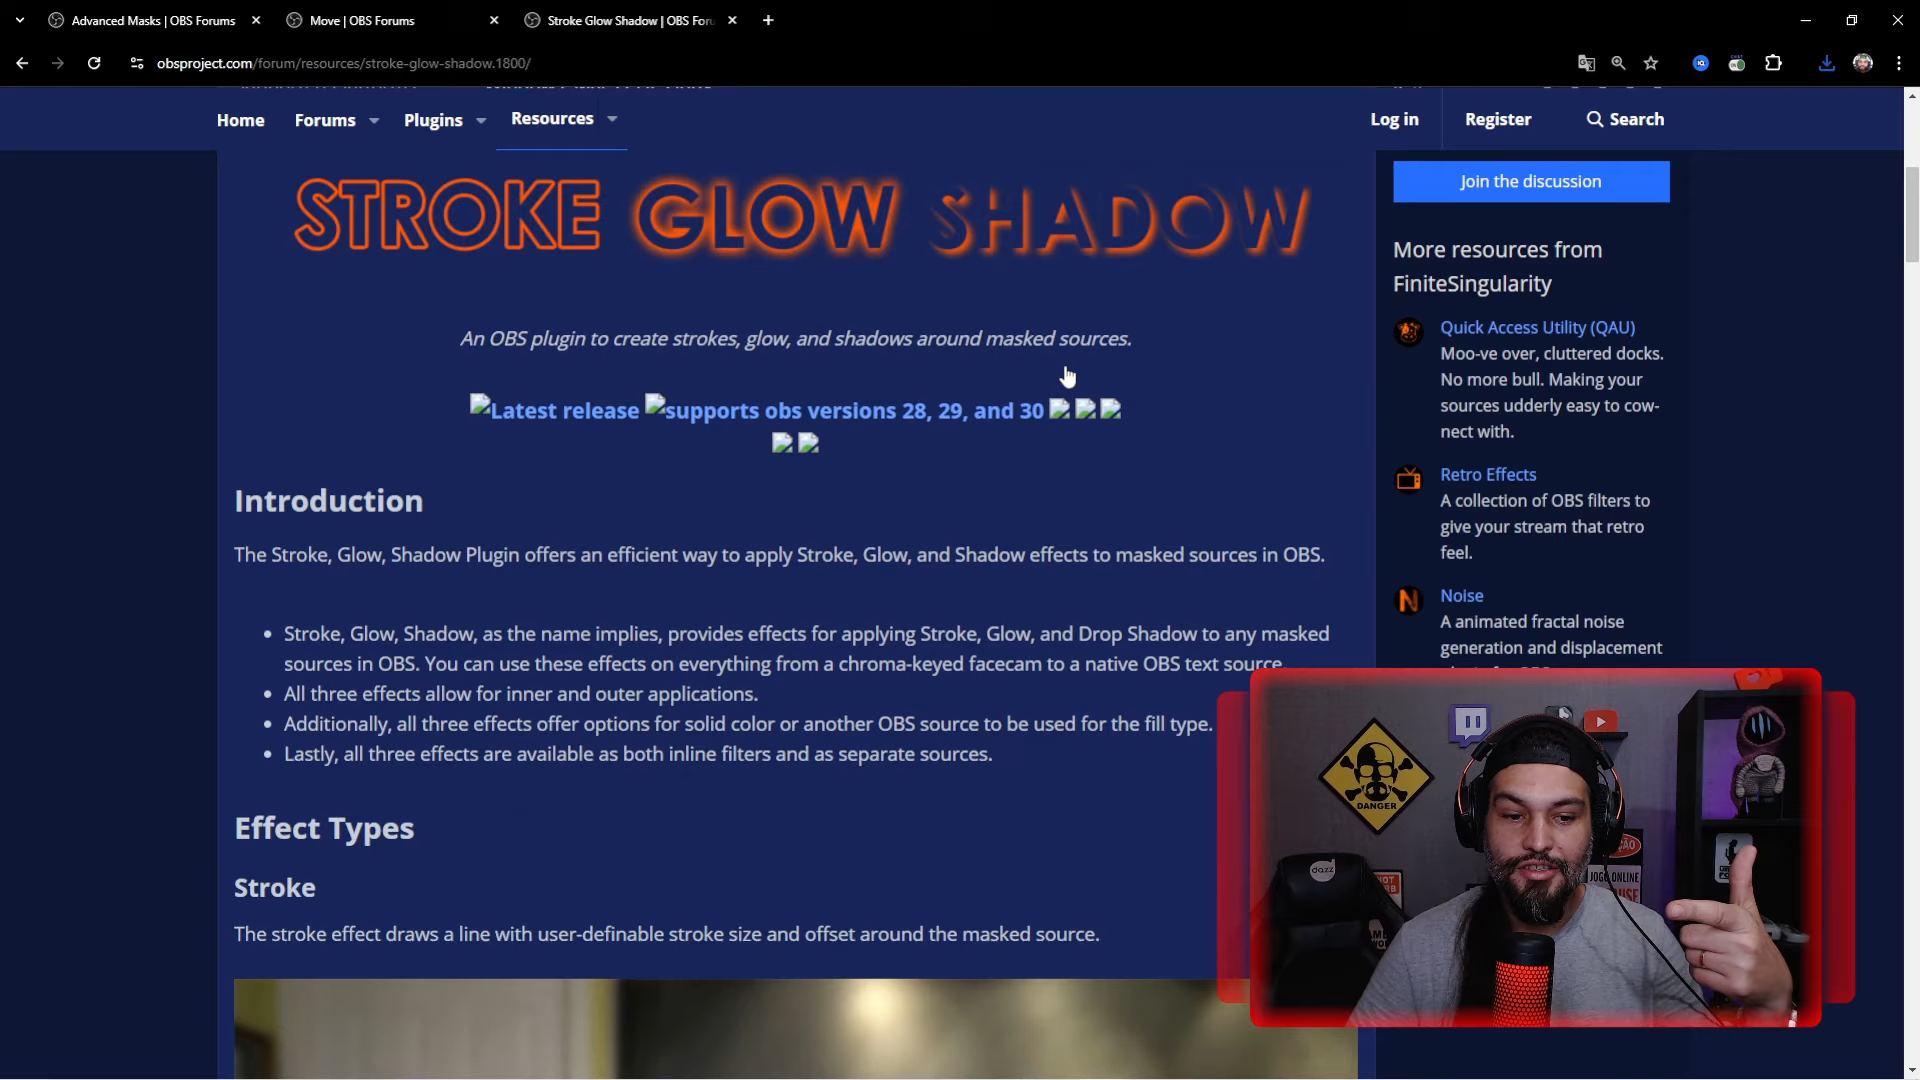 Advanced Masks | OBS Forums
Move | OBS Forums
Stroke Glow Shadow | OBS Foru
obsproject.com/forum/resources/stroke-glow-shadow.1800/
Home
Forums
Plugins
Resources
Log in
Register
Search
STROKE GLOW SHADOW
An OBS plugin to create strokes, glow, and shadows around masked sources.
Latest release supports obs versions 28, 29, and 30
Introduction
The Stroke, Glow, Shadow Plugin offers an efficient way to apply Stroke, Glow, and Shadow effects to masked sources in OBS.
Stroke, Glow, Shadow, as the name implies, provides effects for applying Stroke, Glow, and Drop Shadow to any masked
sources in OBS. You can use these effects on everything from a chroma-keyed facecam to a native OBS text source.
All three effects allow for inner and outer applications.
Additionally, all three effects offer options for solid color or another OBS source to be used for the fill type.
Lastly, all three effects are available as both inline filters and as separate sources.
Effect Types
Stroke
The stroke effect draws a line with user-definable stroke size and offset around the masked source.
Join the discussion
More resources from
FiniteSingularity
Quick Access Utility (QAU)
Moo-ve over, cluttered docks.
No more bull. Making your
sources udderly easy to cow-
nect with.
Retro Effects
A collection of OBS filters to
give your stream that retro
feel.
N
Noise
A animated fractal noise
generation and displacement
DANGER
dazz
JOGO ONLINE